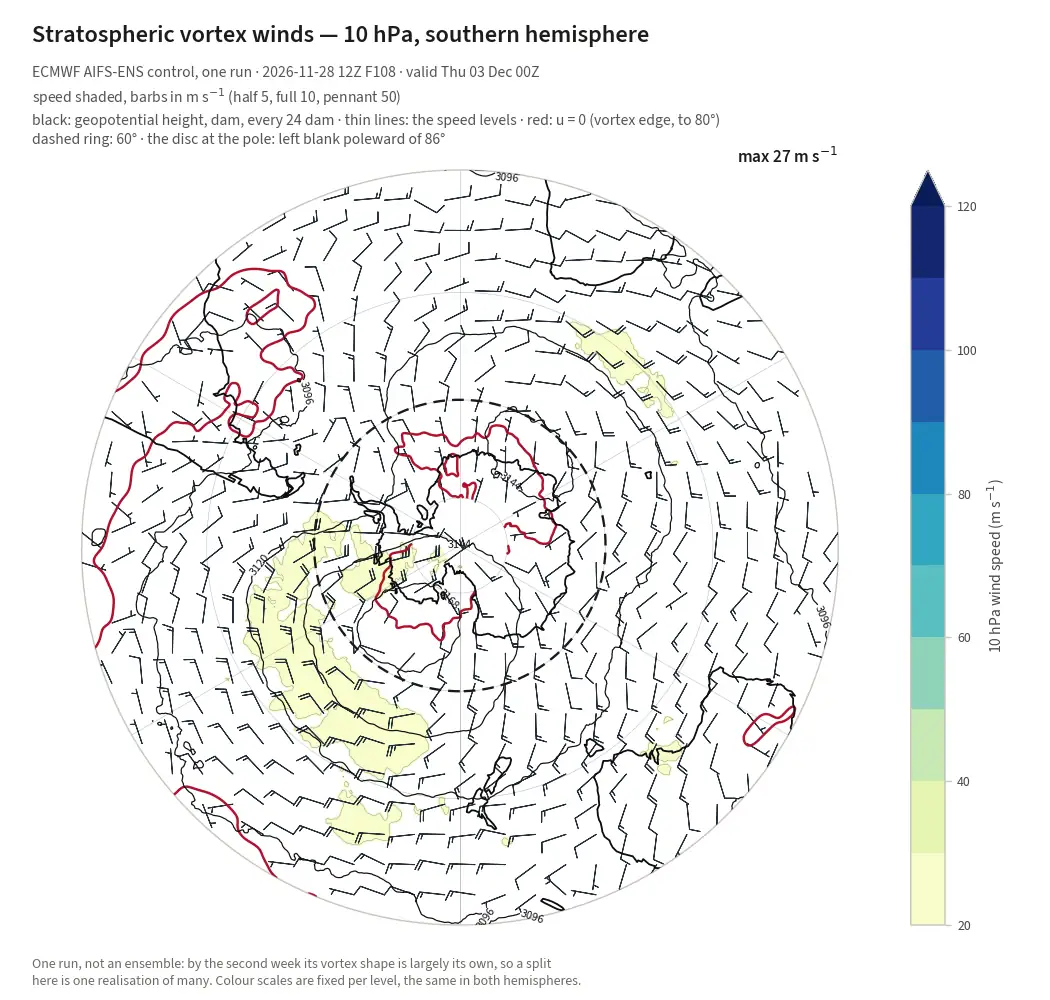 Stratospheric vortex winds — 10 hPa, southern hemisphere
ECMWF AIFS-ENS control, one run · 2026-11-28 12Z F108 · valid Thu 03 Dec 00Z
speed shaded, barbs in m s⁻¹ (half 5, full 10, pennant 50)
black: geopotential height, dam, every 24 dam · thin lines: the speed levels · red: u = 0 (vortex edge, to 80°)
dashed ring: 60° · the disc at the pole: left blank poleward of 86°
max 27 m s⁻¹
3096
120
100
3096
3144
80
10 hPa wind speed (m s⁻¹)
3144
3120
3168
3096
60
40
3096
3096
20
One run, not an ensemble: by the second week its vortex shape is largely its own, so a split
here is one realisation of many. Colour scales are fixed per level, the same in both hemispheres.